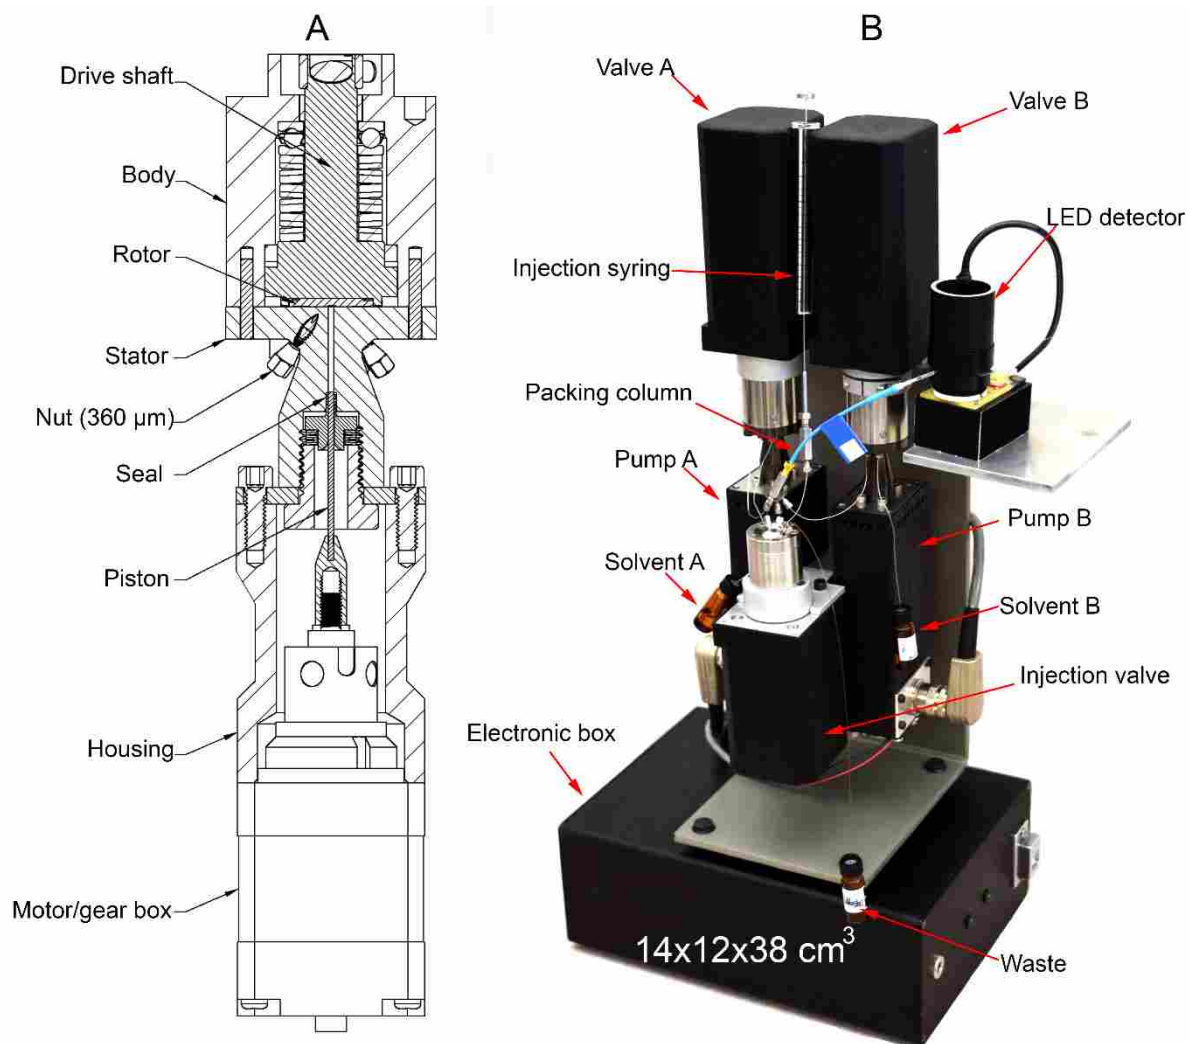 A
Drive shaft
Body
Rotor
Stator
Nut (360 µm)
Seal
Piston
Housing
Motor/gear box
B
Valve A
Valve B
LED detector
Injection syring
Packing column
Pump A
Pump B
Solvent A
Solvent B
Injection valve
Electronic box
14x12x38 cm³
Waste